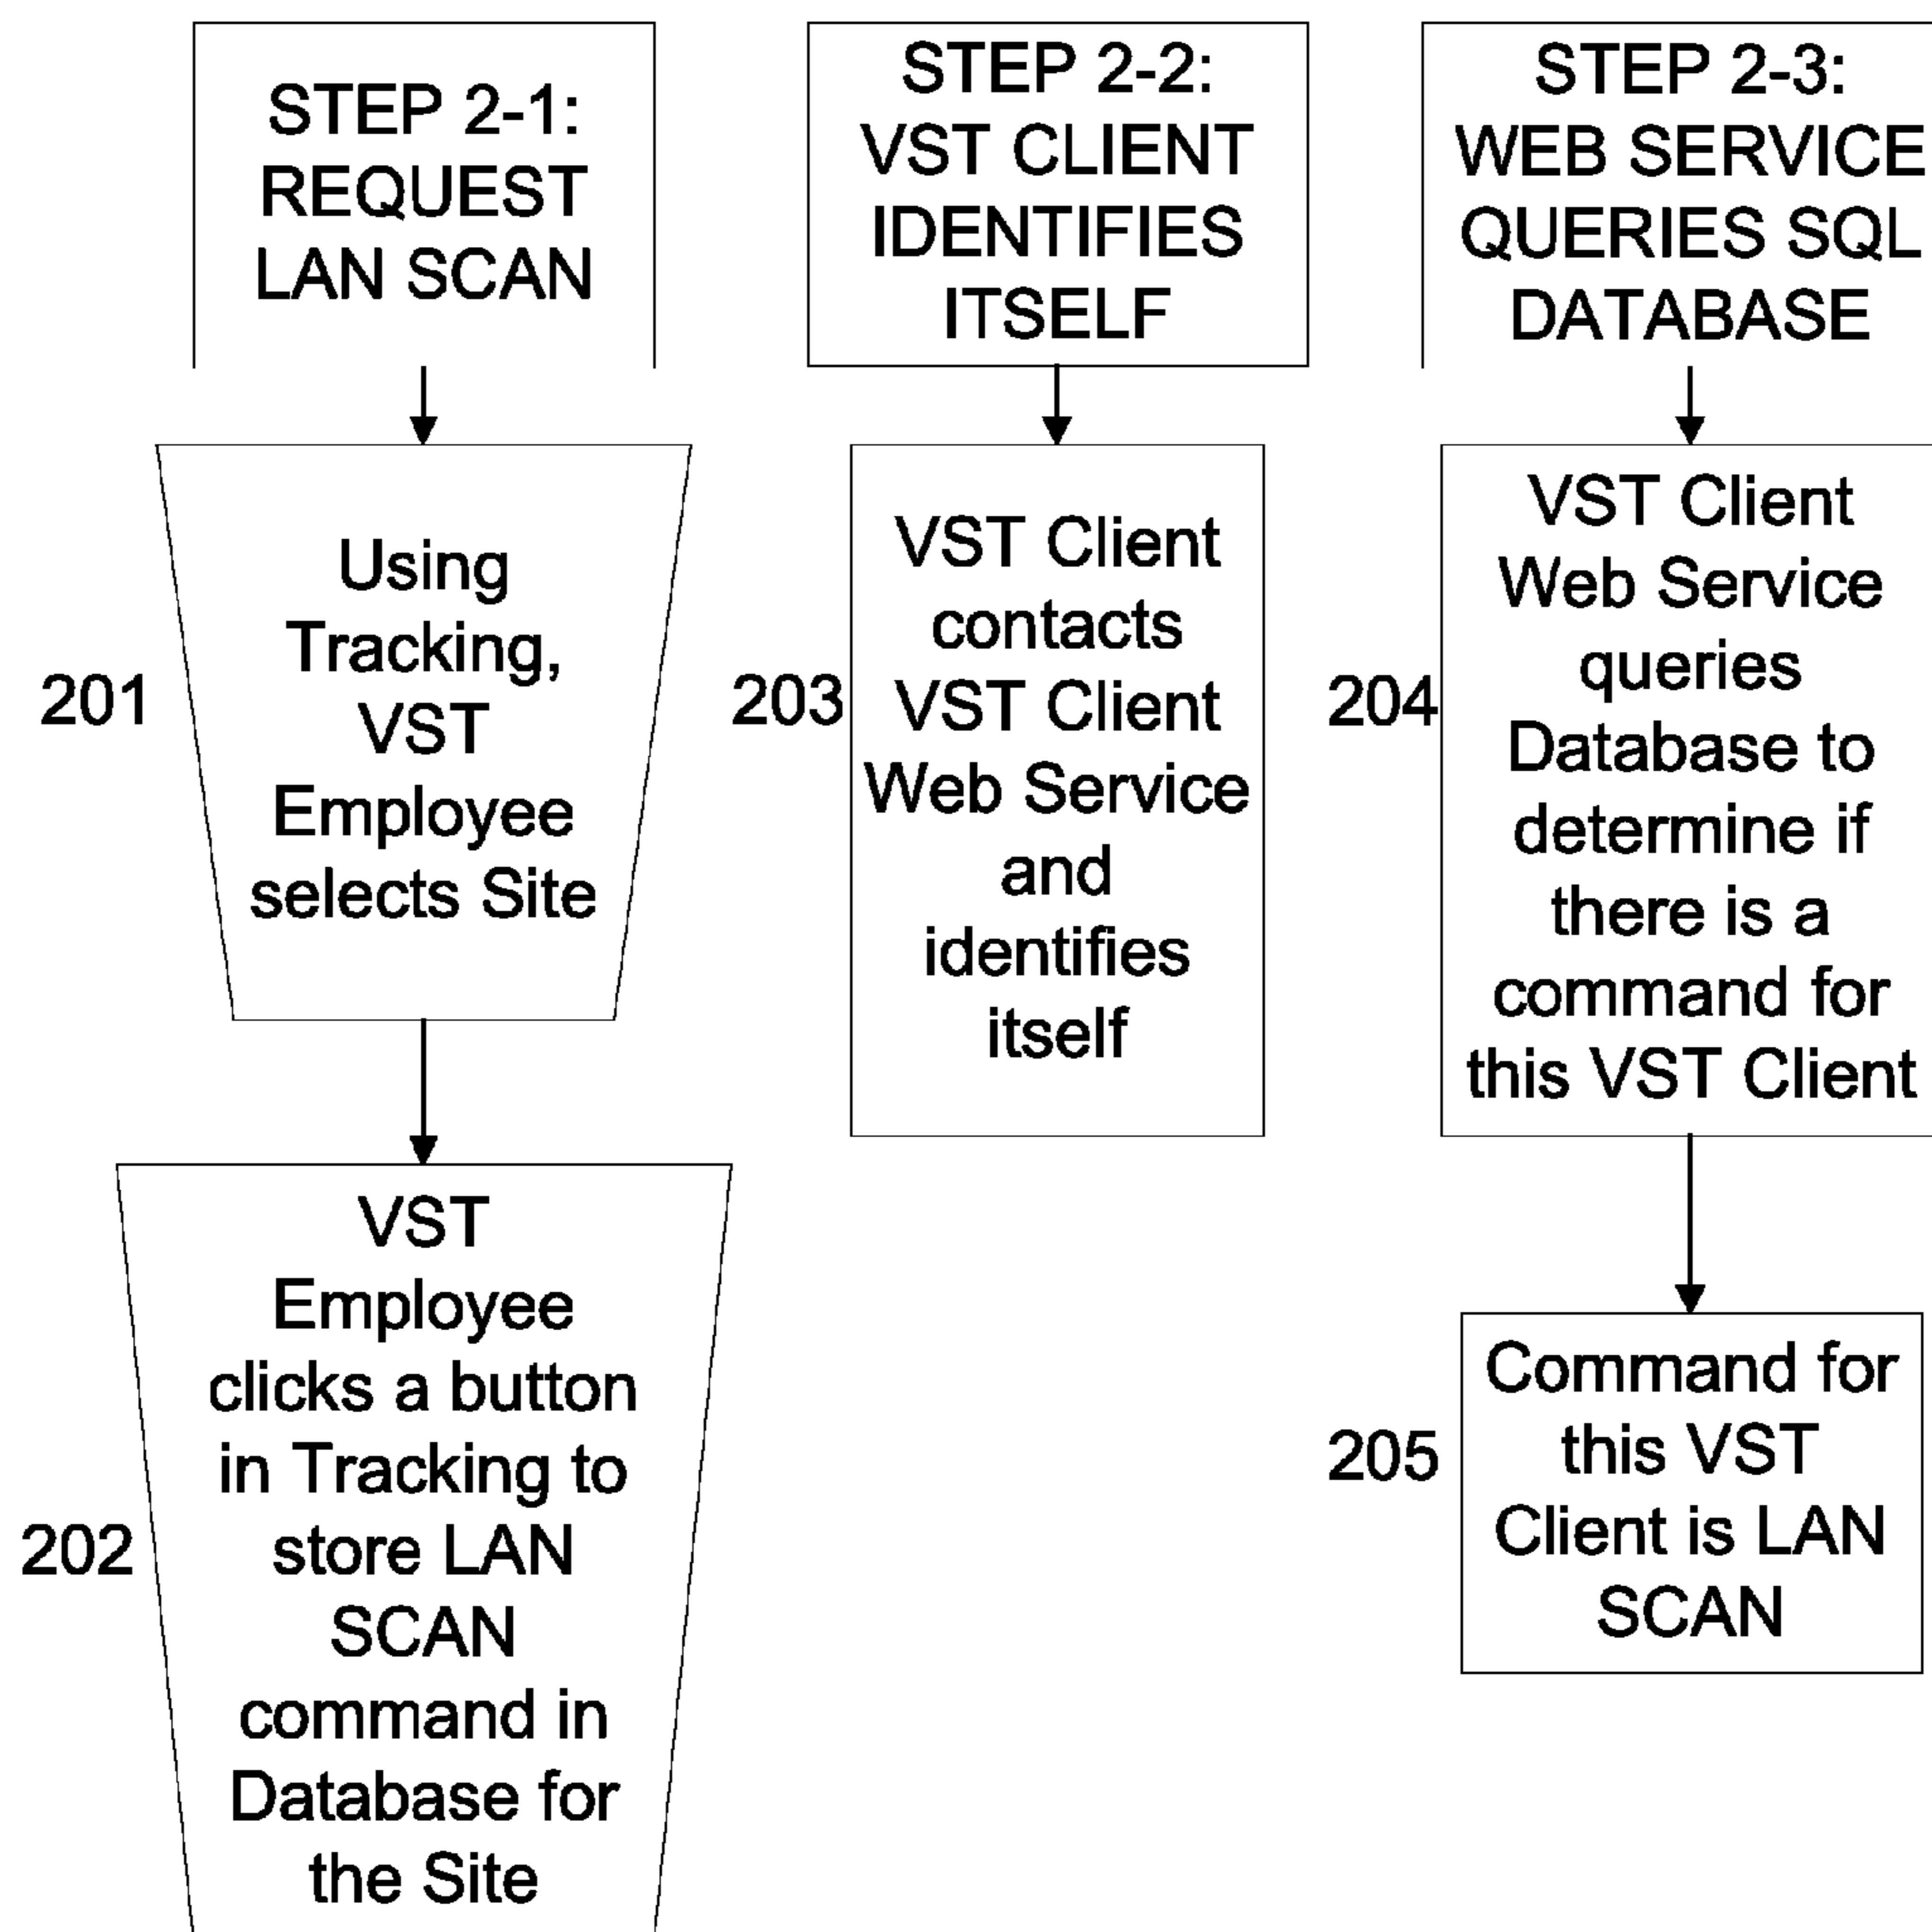 STEP 2-1:
REQUEST
LAN SCAN
201
Using
Tracking,
VST
Employee
selects Site
202
VST
Employee
clicks a button
in Tracking to
store LAN
SCAN
command in
Database for
the Site
STEP 2-2:
VST CLIENT
IDENTIFIES
ITSELF
203
VST Client
contacts
VST Client
Web Service
and
identifies
itself
STEP 2-3:
WEB SERVICE
QUERIES SQL
DATABASE
204
VST Client
Web Service
queries
Database to
determine if
there is a
command for
this VST Client
205
Command for
this VST
Client is LAN
SCAN